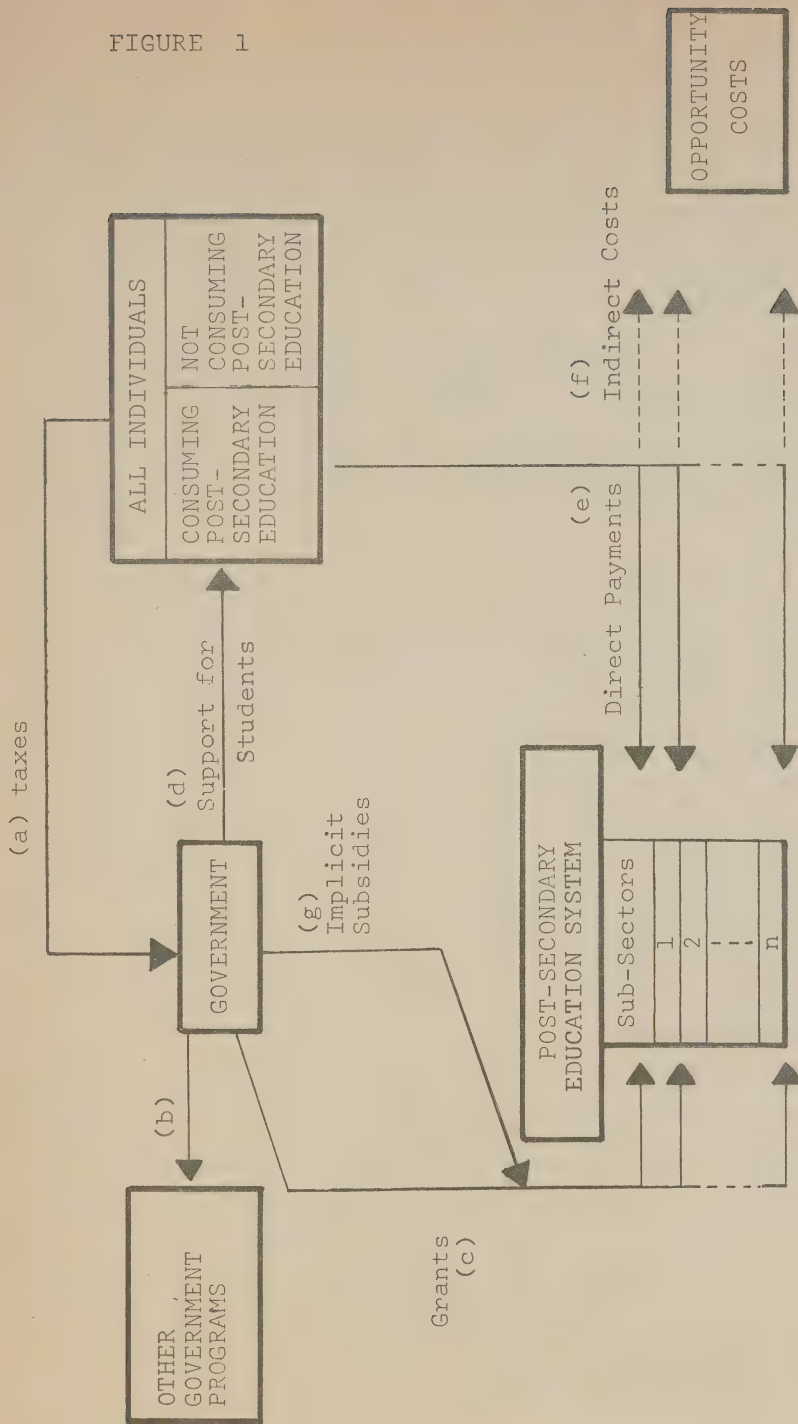 FIGURE 1
(a) taxes
ALL INDIVIDUALS
CONSUMING
POST-
SECONDARY
EDUCATION
NOT
CONSUMING
POST-
SECONDARY
EDUCATION
(d)
Support for
Students
GOVERNMENT
(b)
OTHER
GOVERNMENT
PROGRAMS
(g)
Implicit
Subsidies
Grants
(c)
POST-SECONDARY
EDUCATION SYSTEM
Sub-Sectors
1
2
n
(e)
Direct Payments
(f)
Indirect Costs
OPPORTUNITY
COSTS